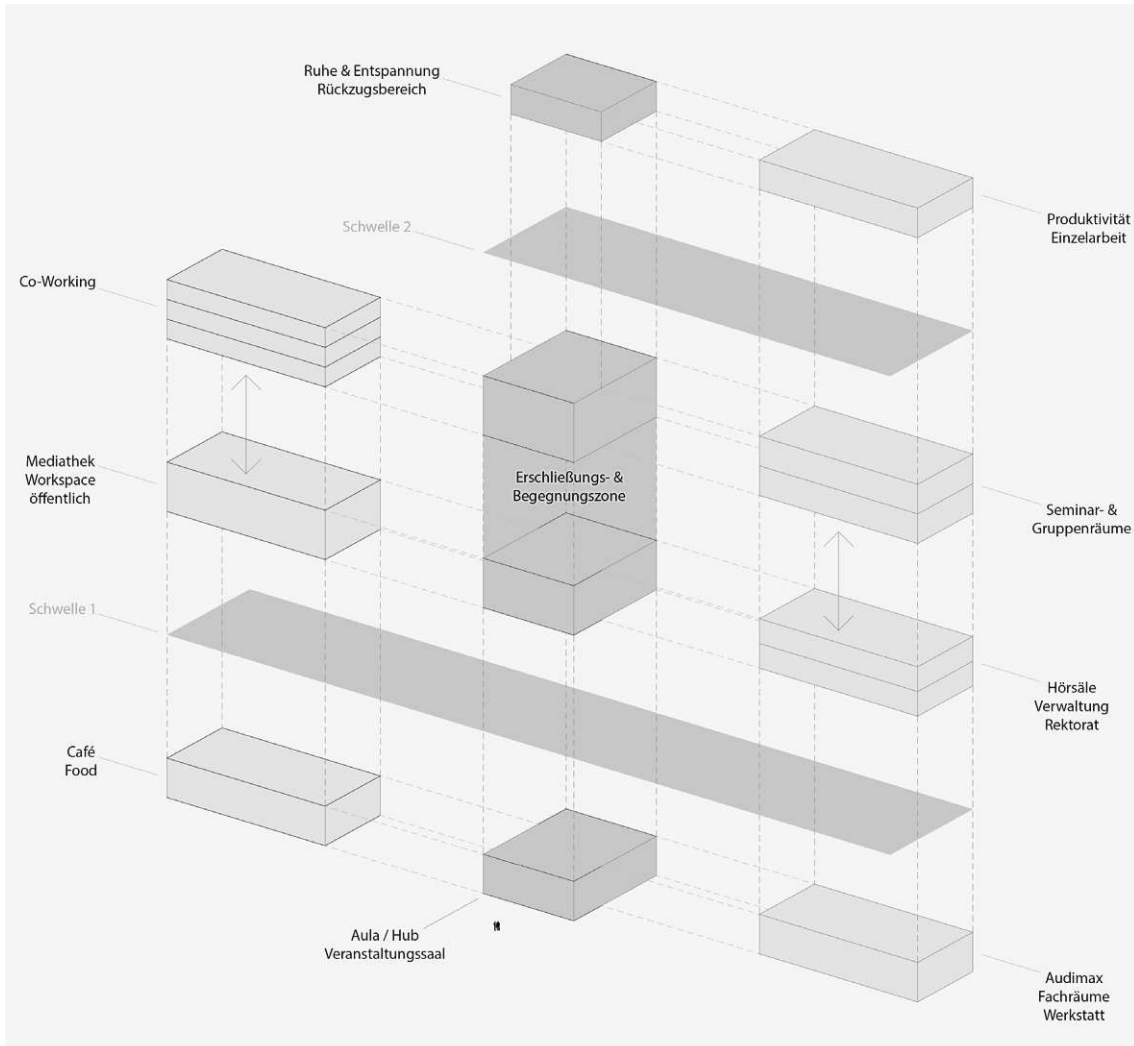 Ruhe & Entspannung
Rückzugsbereich
Produktivität
Einzelarbeit
Schwelle 2
Co-Working
Mediathek
Workspace
öffentlich
Erschließungs- &
Begegnungszone
Seminar- &
Gruppenräume
Schwelle 1
Hörsäle
Verwaltung
Rektorat
Café
Food
Aula / Hub
Veranstaltungssaal
Audimax
Fachräume
Werkstatt